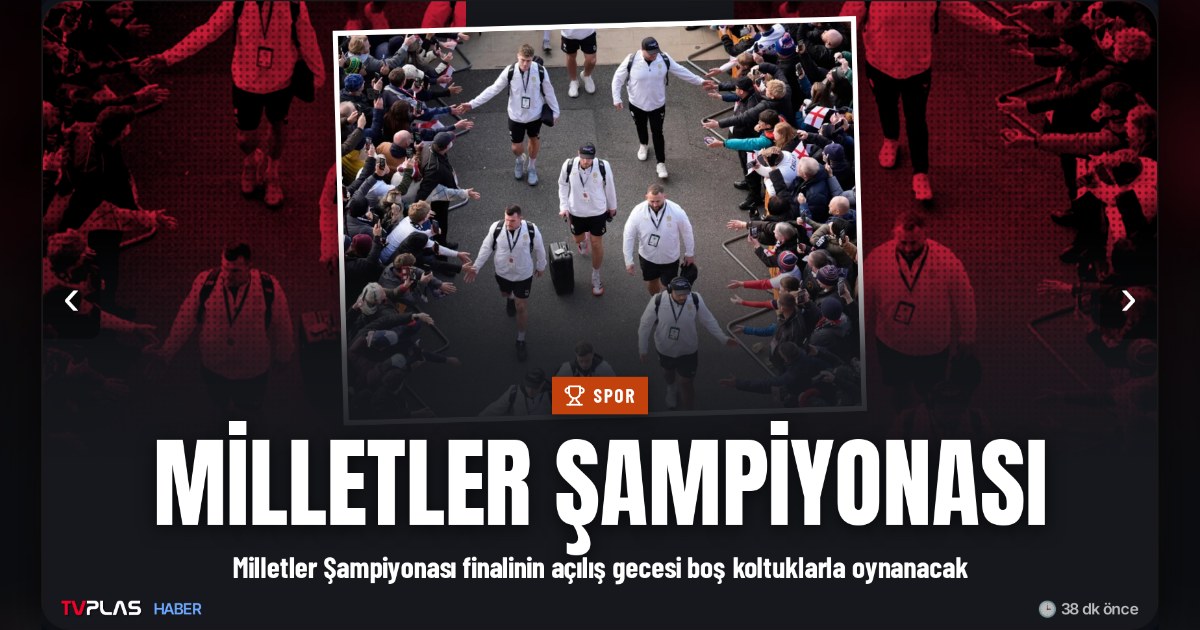 SPOR
MİLLETLER ŞAMPİYONASI
Milletler Şampiyonası finalinin açılış gecesi boş koltuklarla oynanacak
TVPLAS HABER
38 dk önce